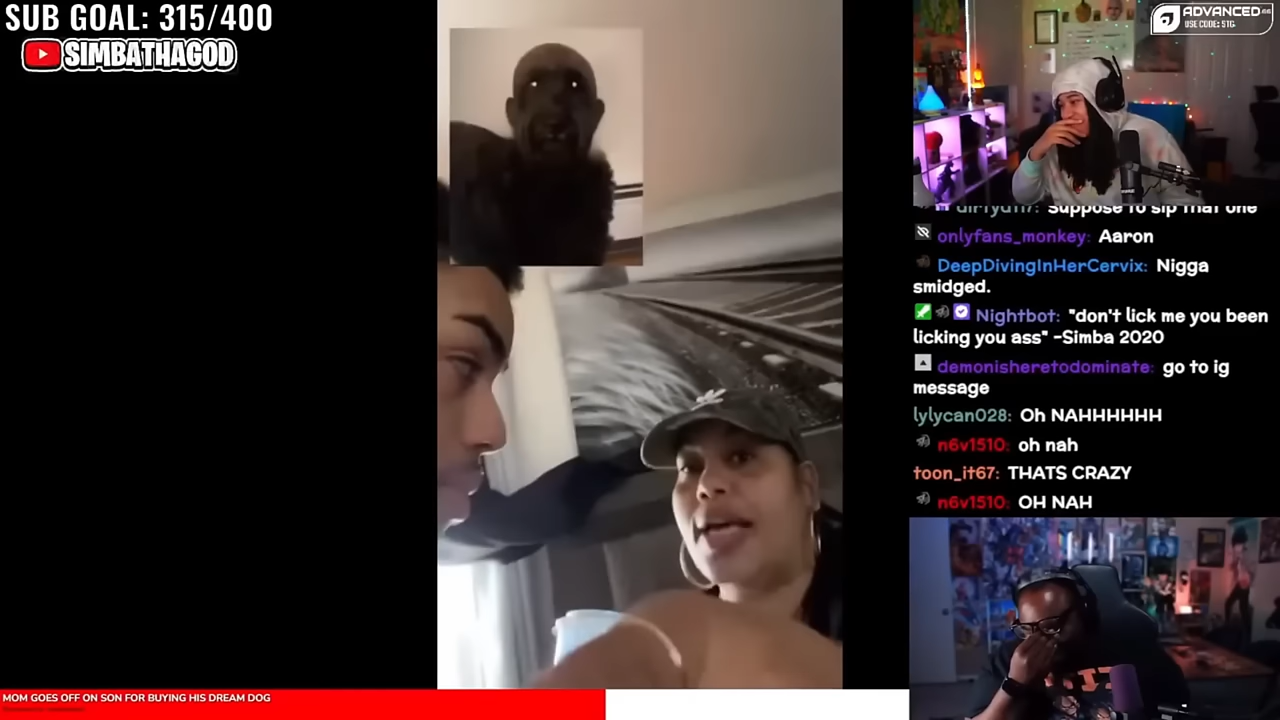 SUB GOAL: 315/400
SIMBATHAGOD
ADVANCED.GG
USE CODE: STG
dirtyd117: Suppose to sip that one
onlyfans_monkey: Aaron
DeepDivingInHerCervix: Nigga
smidged.
Nightbot: "don't lick me you been
licking you ass" -Simba 2020
demonisheretodominate: go to ig
message
lylycan028: Oh NAHHHHHH
n6v1510: oh nah
toon_it67: THATS CRAZY
n6v1510: OH NAH
MOM GOES OFF ON SON FOR BUYING HIS DREAM DOG